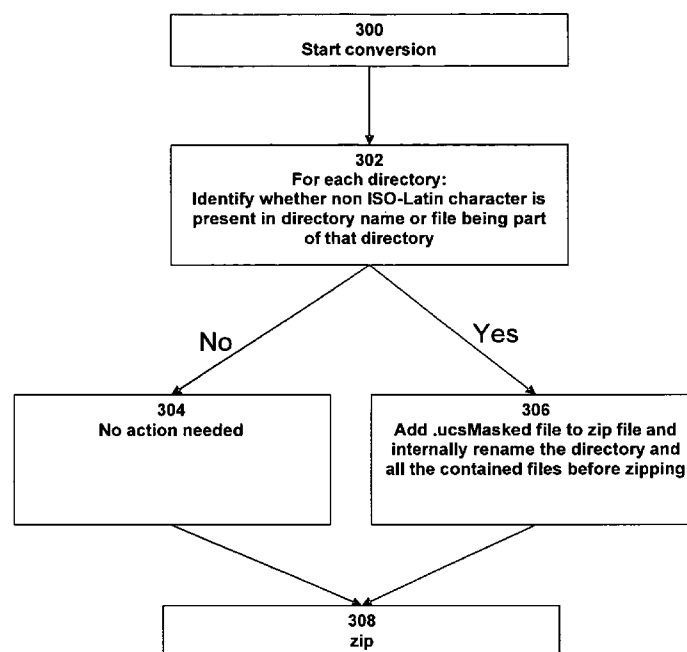 300
Start conversion
302
For each directory:
Identify whether non ISO-Latin character is
present in directory name or file being part
of that directory
No
Yes
304
No action needed
306
Add .ucsMasked file to zip file and
internally rename the directory and
all the contained files before zipping
308
zip